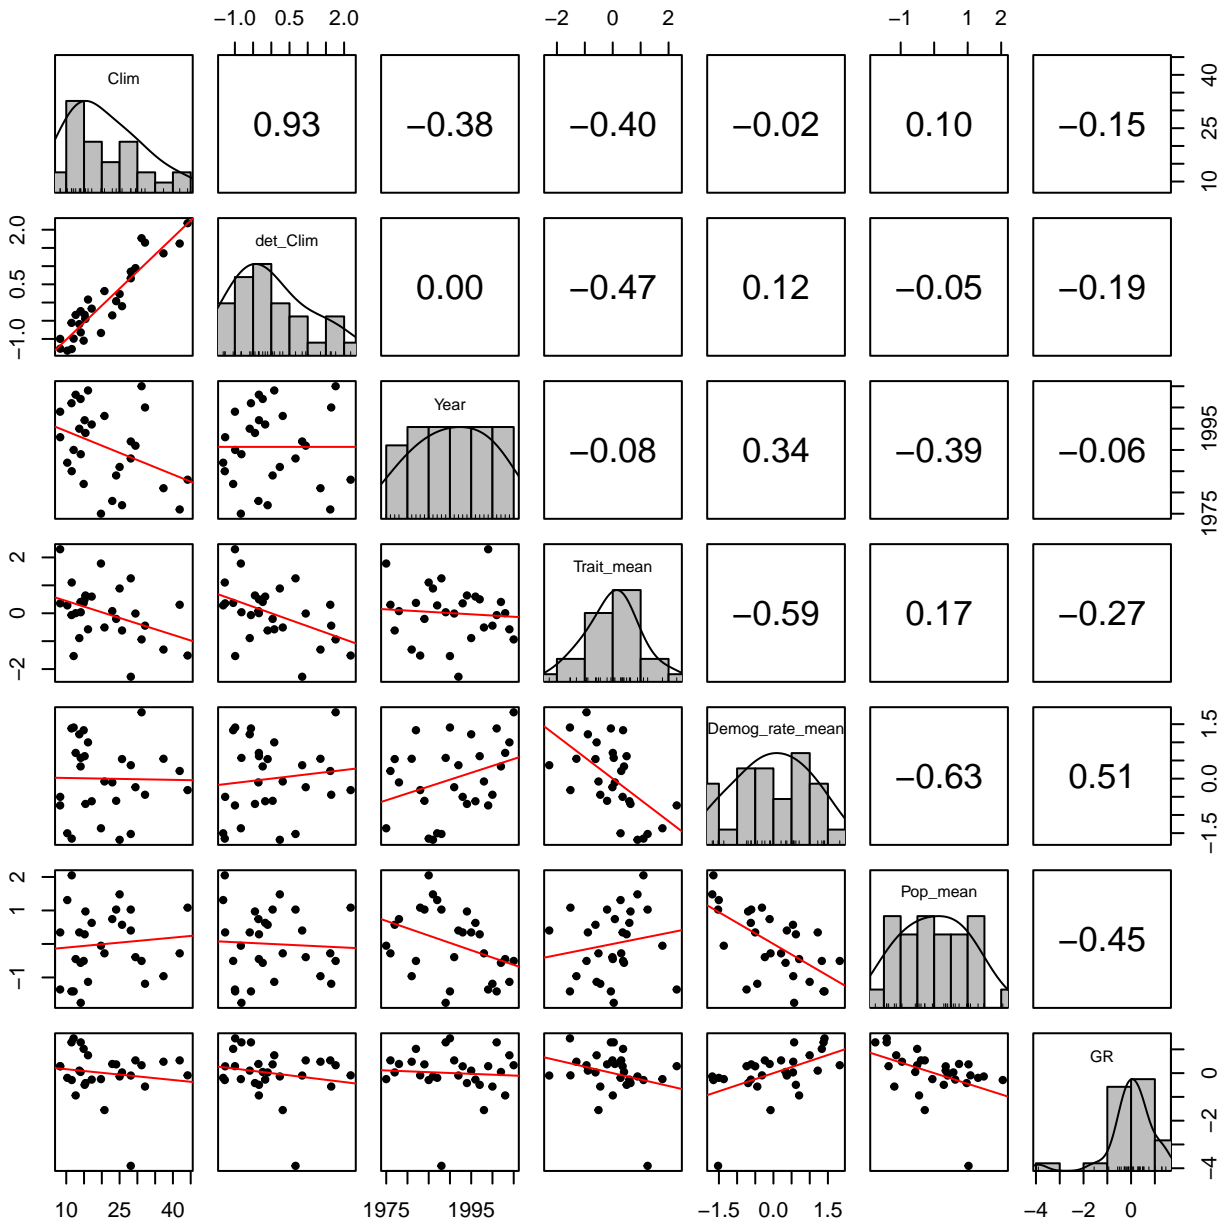 −1.0 0.5 2.0 −2 0 2 −1 1 2
Clim 0.93 −0.38 −0.40 −0.02 0.10 −0.15 10 25 40
−1.0 0.5 2.0 det_Clim 0.00 −0.47 0.12 −0.05 −0.19
Year −0.08 0.34 −0.39 −0.06 1975 1995
−2 0 2 Trait_mean −0.59 0.17 −0.27
Demog_rate_mean −0.63 0.51 −1.5 0.0 1.5
−1 1 2 Pop_mean −0.45
GR −4 −2 0
10 25 40 1975 1995 −1.5 0.0 1.5 −4 −2 0